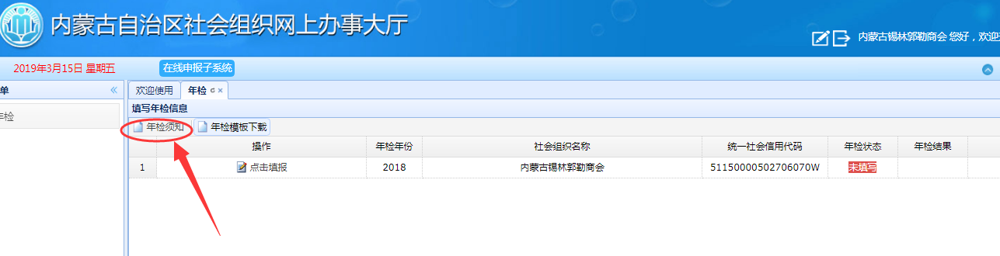 内蒙古自治区社会组织网上办事大厅
内蒙古锡林郭勒商会 您好，欢迎
2019年3月15日 星期五 在线申报子系统
单 « 欢迎使用 年检
填写年检信息
年检 年检须知 年检模板下载
操作 年检年份 社会组织名称 统一社会信用代码 年检状态 年检结果
1 点击填报 2018 内蒙古锡林郭勒商会 51150000502706070W 未填写